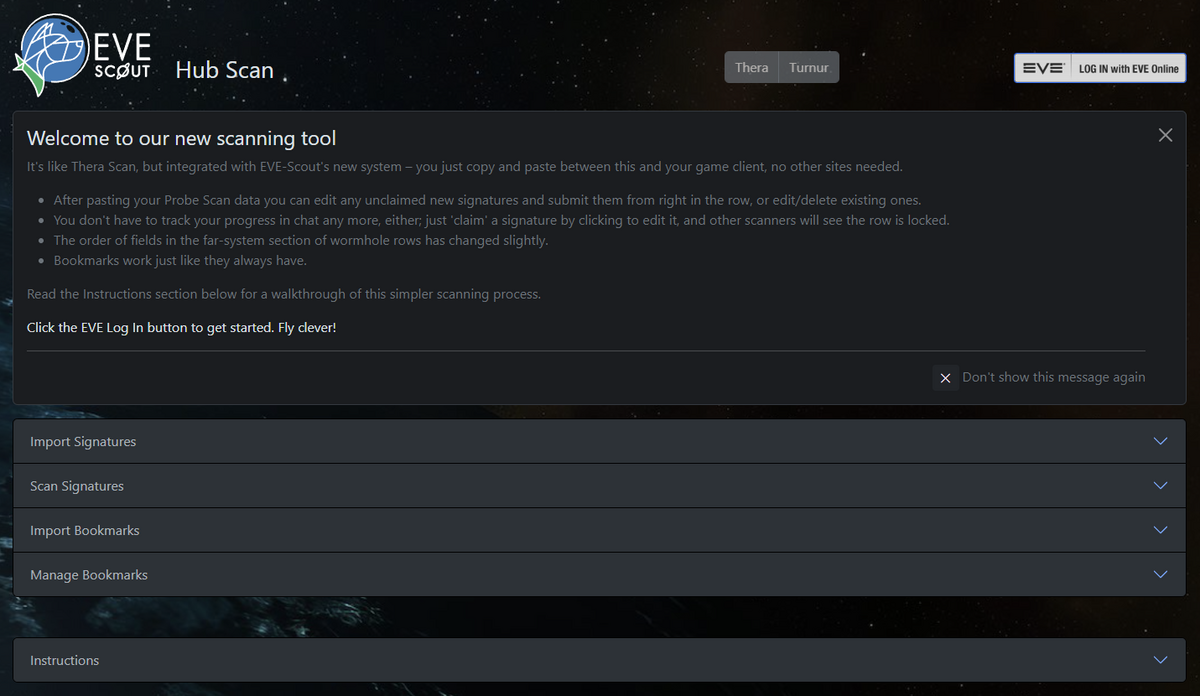 EVE
SCOUT
Hub Scan
Thera
Turnur
EVE
LOG IN with EVE Online
Welcome to our new scanning tool
It's like Thera Scan, but integrated with EVE-Scout's new system – you just copy and paste between this and your game client, no other sites needed.
After pasting your Probe Scan data you can edit any unclaimed new signatures and submit them from right in the row, or edit/delete existing ones.
You don't have to track your progress in chat any more, either; just 'claim' a signature by clicking to edit it, and other scanners will see the row is locked.
The order of fields in the far-system section of wormhole rows has changed slightly.
Bookmarks work just like they always have.
Read the Instructions section below for a walkthrough of this simpler scanning process.
Click the EVE Log In button to get started. Fly clever!
Don't show this message again
Import Signatures
Scan Signatures
Import Bookmarks
Manage Bookmarks
Instructions